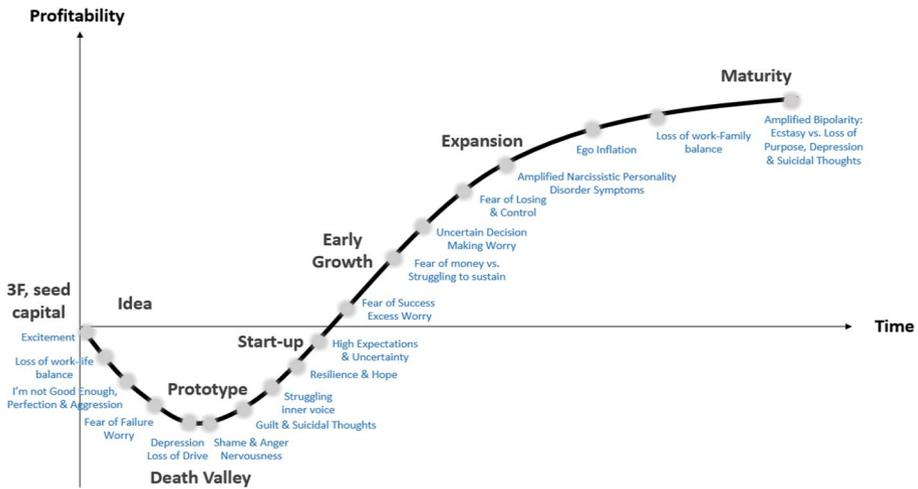 Profitability
Maturity
Amplified Bipolarity:
Ecstasy vs. Loss of
Purpose, Depression
& Suicidal Thoughts
Loss of work-Family
balance
Ego Inflation
Expansion
Amplified Narcissistic Personality
Disorder Symptoms
Fear of Losing
& Control
Uncertain Decision
Making Worry
Early
Growth
Fear of money vs.
Struggling to sustain
3F, seed
capital
Idea
Fear of Success
Excess Worry
Time
Excitement
Start-up
High Expectations
& Uncertainty
Loss of work-life
balance
Resilience & Hope
I'm not Good Enough,
Perfection & Aggression
Prototype
Struggling
inner voice
Fear of Failure
Worry
Guilt & Suicidal Thoughts
Depression
Loss of Drive
Shame & Anger
Nervousness
Death Valley